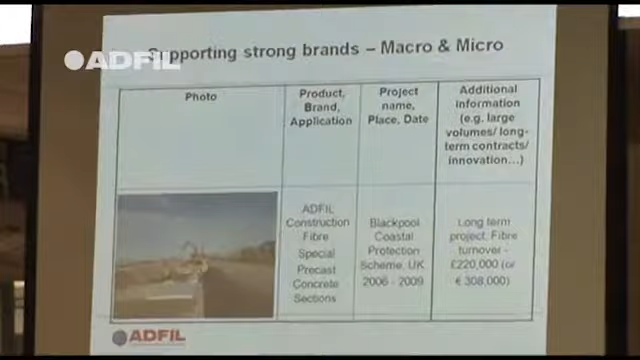 ADFIL
Supporting strong brands – Macro & Micro
Photo
Product,
Brand,
Application
Project
name,
Place, Date
Additional
information
(e.g. large
volumes/ long-
term contracts/
innovation...)
ADFIL
Construction
Fibre
Special
Precast
Concrete
Sections
Blackpool
Coastal
Protection
Scheme, UK
2006 - 2009
Long term
project. Fibre
turnover -
£220,000 (or
€ 308,000)
ADFIL